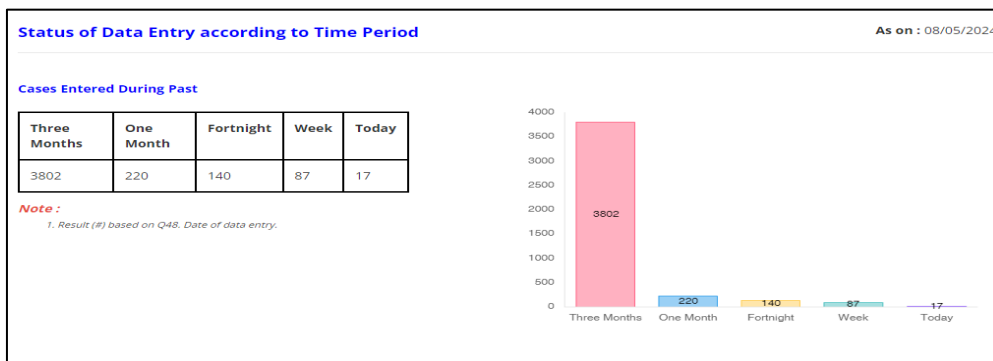 Status of Data Entry according to Time Period
As on : 08/05/2024
Cases Entered During Past
Three Months One Month Fortnight Week Today
3802 220 140 87 17
Note :
1. Result (#) based on Q48. Date of data entry.
4000
3500
3000
2500
2000
1500
1000
500
0
3802
220
140
87
17
Three Months One Month Fortnight Week Today